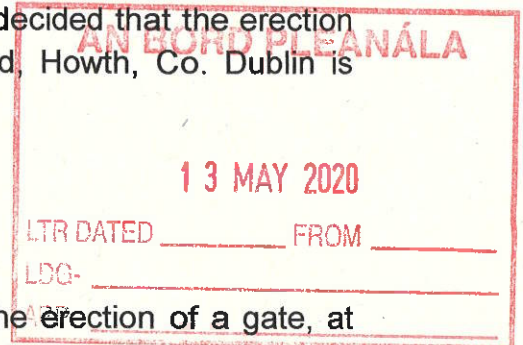 decided that the erection
AN BORD PLEANÁLA
d, Howth, Co. Dublin is
13 MAY 2020
LTR DATED FROM
LDG-
he erection of a gate, at